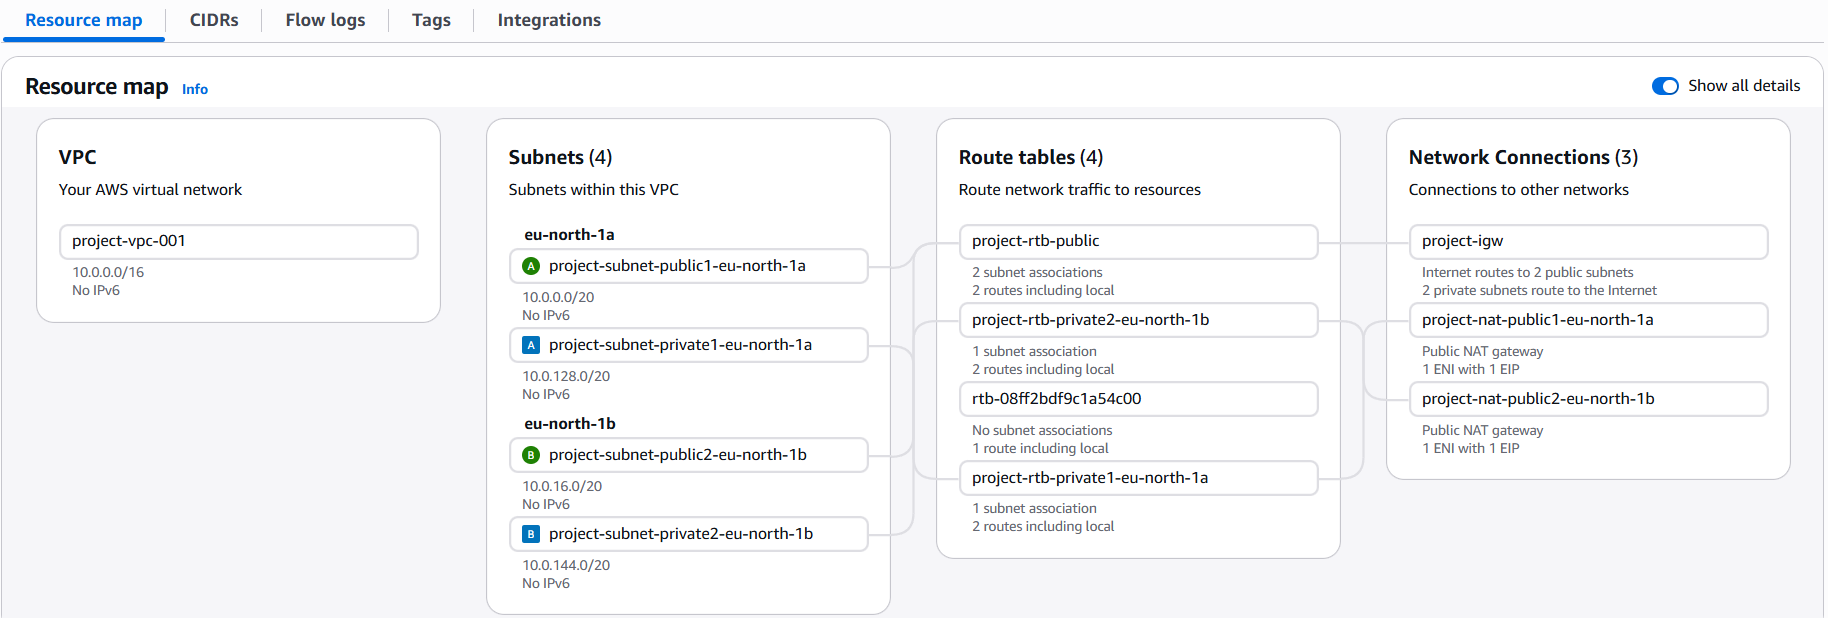 Resource map
CIDRs
Flow logs
Tags
Integrations
Resource map Info
Show all details
VPC
Your AWS virtual network
project-vpc-001
10.0.0.0/16
No IPv6
Subnets (4)
Subnets within this VPC
eu-north-1a
A project-subnet-public1-eu-north-1a
10.0.0.0/20
No IPv6
A project-subnet-private1-eu-north-1a
10.0.128.0/20
No IPv6
eu-north-1b
B project-subnet-public2-eu-north-1b
10.0.16.0/20
No IPv6
B project-subnet-private2-eu-north-1b
10.0.144.0/20
No IPv6
Route tables (4)
Route network traffic to resources
project-rtb-public
2 subnet associations
2 routes including local
project-rtb-private2-eu-north-1b
1 subnet association
2 routes including local
rtb-08ff2bdf9c1a54c00
No subnet associations
1 route including local
project-rtb-private1-eu-north-1a
1 subnet association
2 routes including local
Network Connections (3)
Connections to other networks
project-igw
Internet routes to 2 public subnets
2 private subnets route to the Internet
project-nat-public1-eu-north-1a
Public NAT gateway
1 ENI with 1 EIP
project-nat-public2-eu-north-1b
Public NAT gateway
1 ENI with 1 EIP